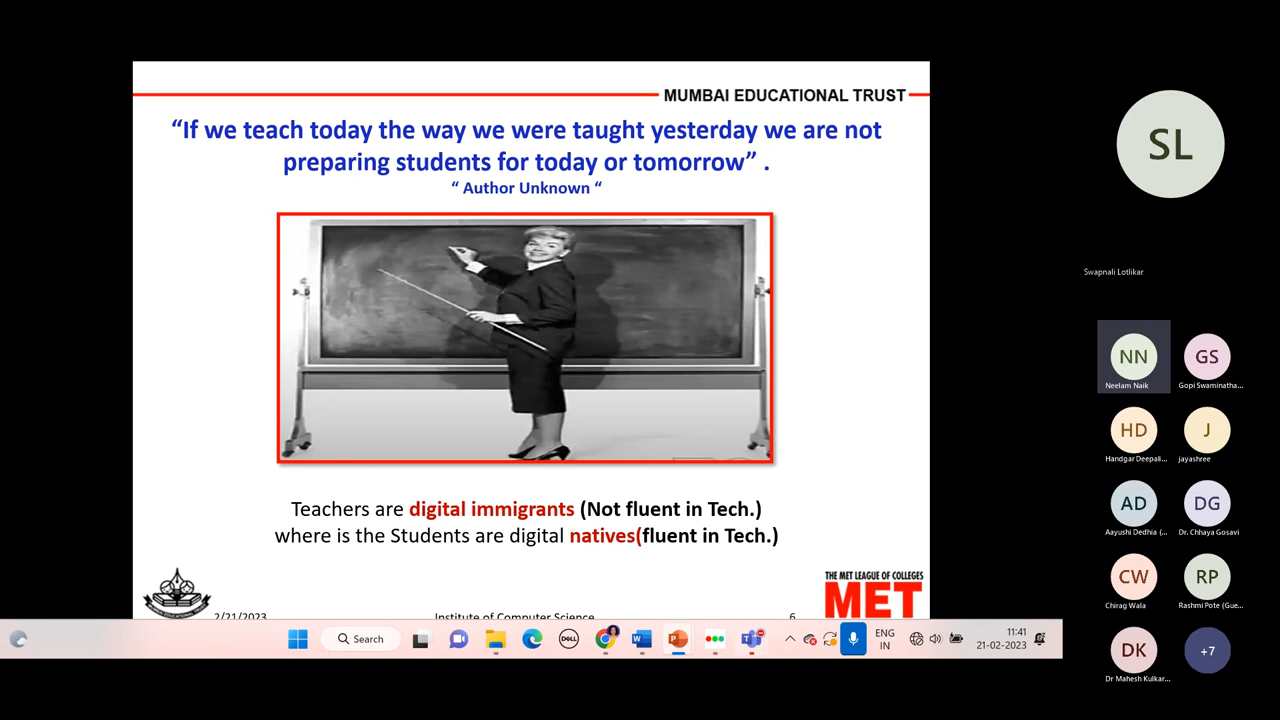 MUMBAI EDUCATIONAL TRUST
“If we teach today the way we were taught yesterday we are not
preparing students for today or tomorrow” .
“ Author Unknown “
Teachers are digital immigrants (Not fluent in Tech.)
where is the Students are digital natives(fluent in Tech.)
THE MET LEAGUE OF COLLEGES
MET
2/21/2023
Institute of Computer Science
6
Search
DELL
W
P
ENG
IN
11:41
21-02-2023
SL
Swapnali Lotlikar
NN
Neelam Naik
GS
Gopi Swaminatha...
HD
Handgar Deepali...
J
jayashree
AD
Aayushi Dedhia (...
DG
Dr. Chhaya Gosavi
CW
Chirag Wala
RP
Rashmi Pote (Gue...
DK
Dr Mahesh Kulkar...
+7